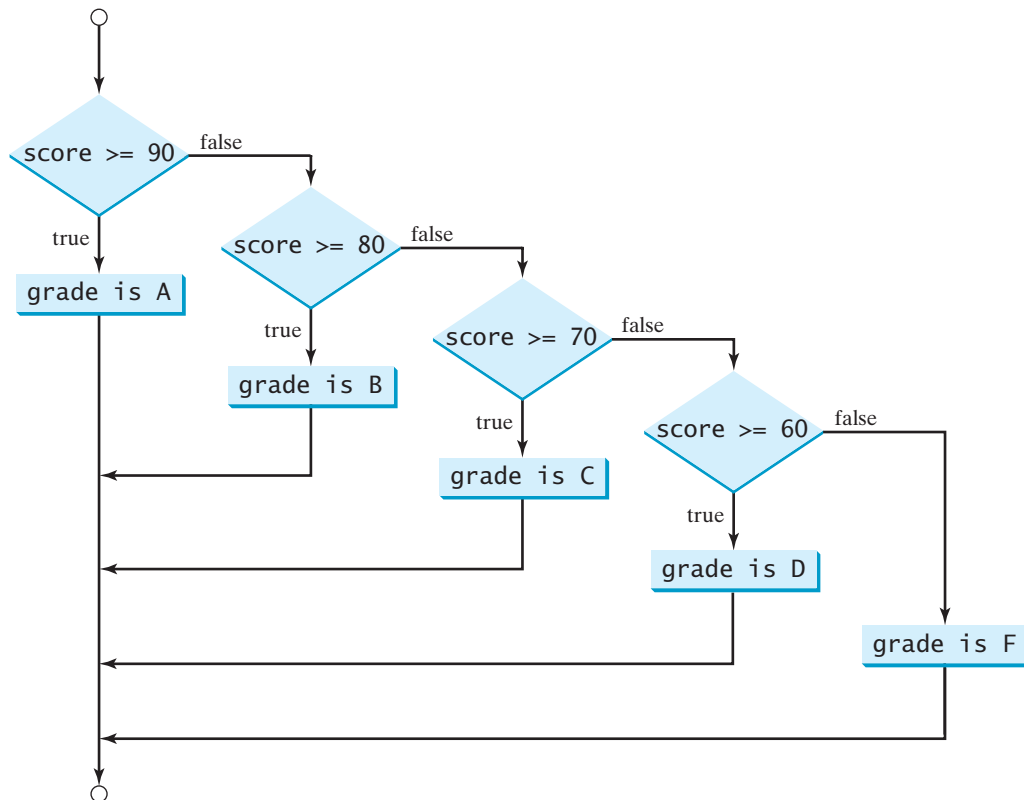 score >= 90
false
true
grade is A
score >= 80
false
true
grade is B
score >= 70
false
true
grade is C
score >= 60
false
true
grade is D
grade is F